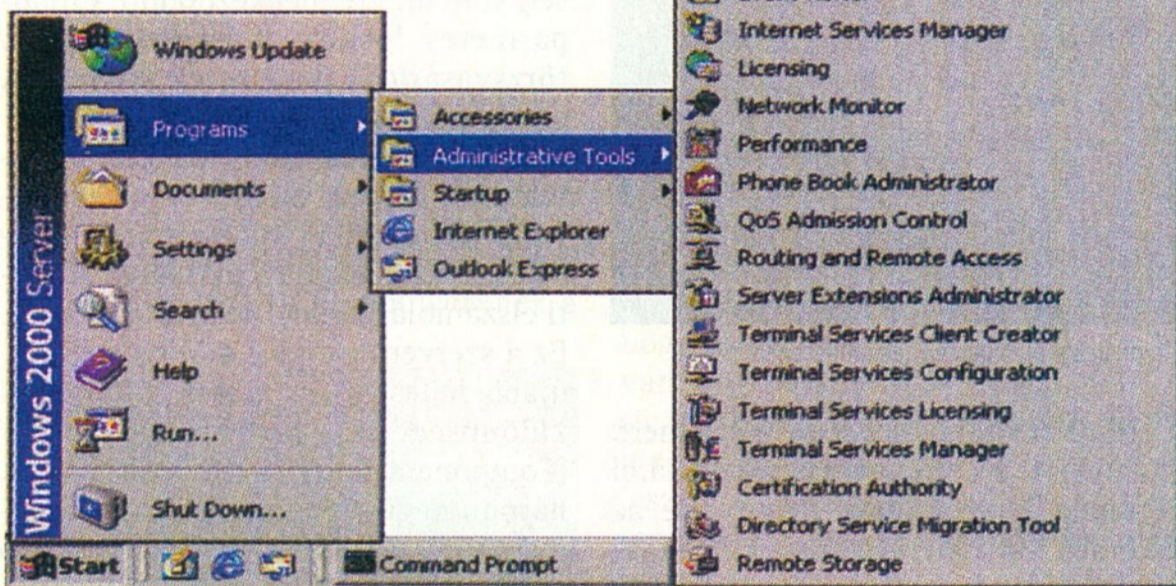 Windows 2000 Server
Windows Update
Programs
Documents
Settings
Search
Help
Run...
Shut Down...
Accessories
Administrative Tools
Startup
Internet Explorer
Outlook Express
Internet Services Manager
Licensing
Network Monitor
Performance
Phone Book Administrator
QoS Admission Control
Routing and Remote Access
Server Extensions Administrator
Terminal Services Client Creator
Terminal Services Configuration
Terminal Services Licensing
Terminal Services Manager
Certification Authority
Directory Service Migration Tool
Remote Storage
Start
Command Prompt